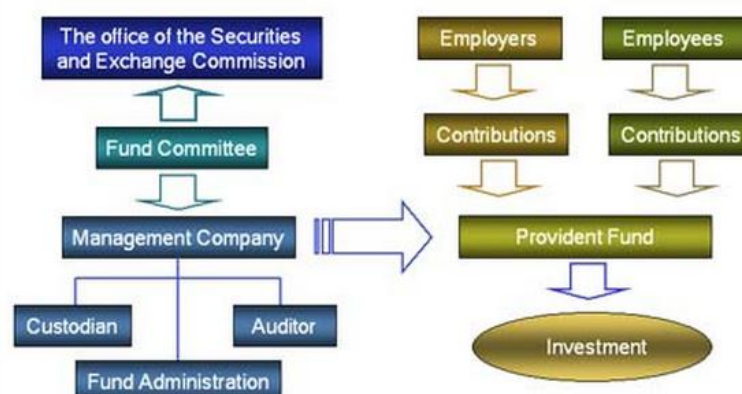 The office of the Securities
and Exchange Commission
Fund Committee
Management Company
Custodian
Auditor
Fund Administration
Employers
Employees
Contributions
Contributions
Provident Fund
Investment